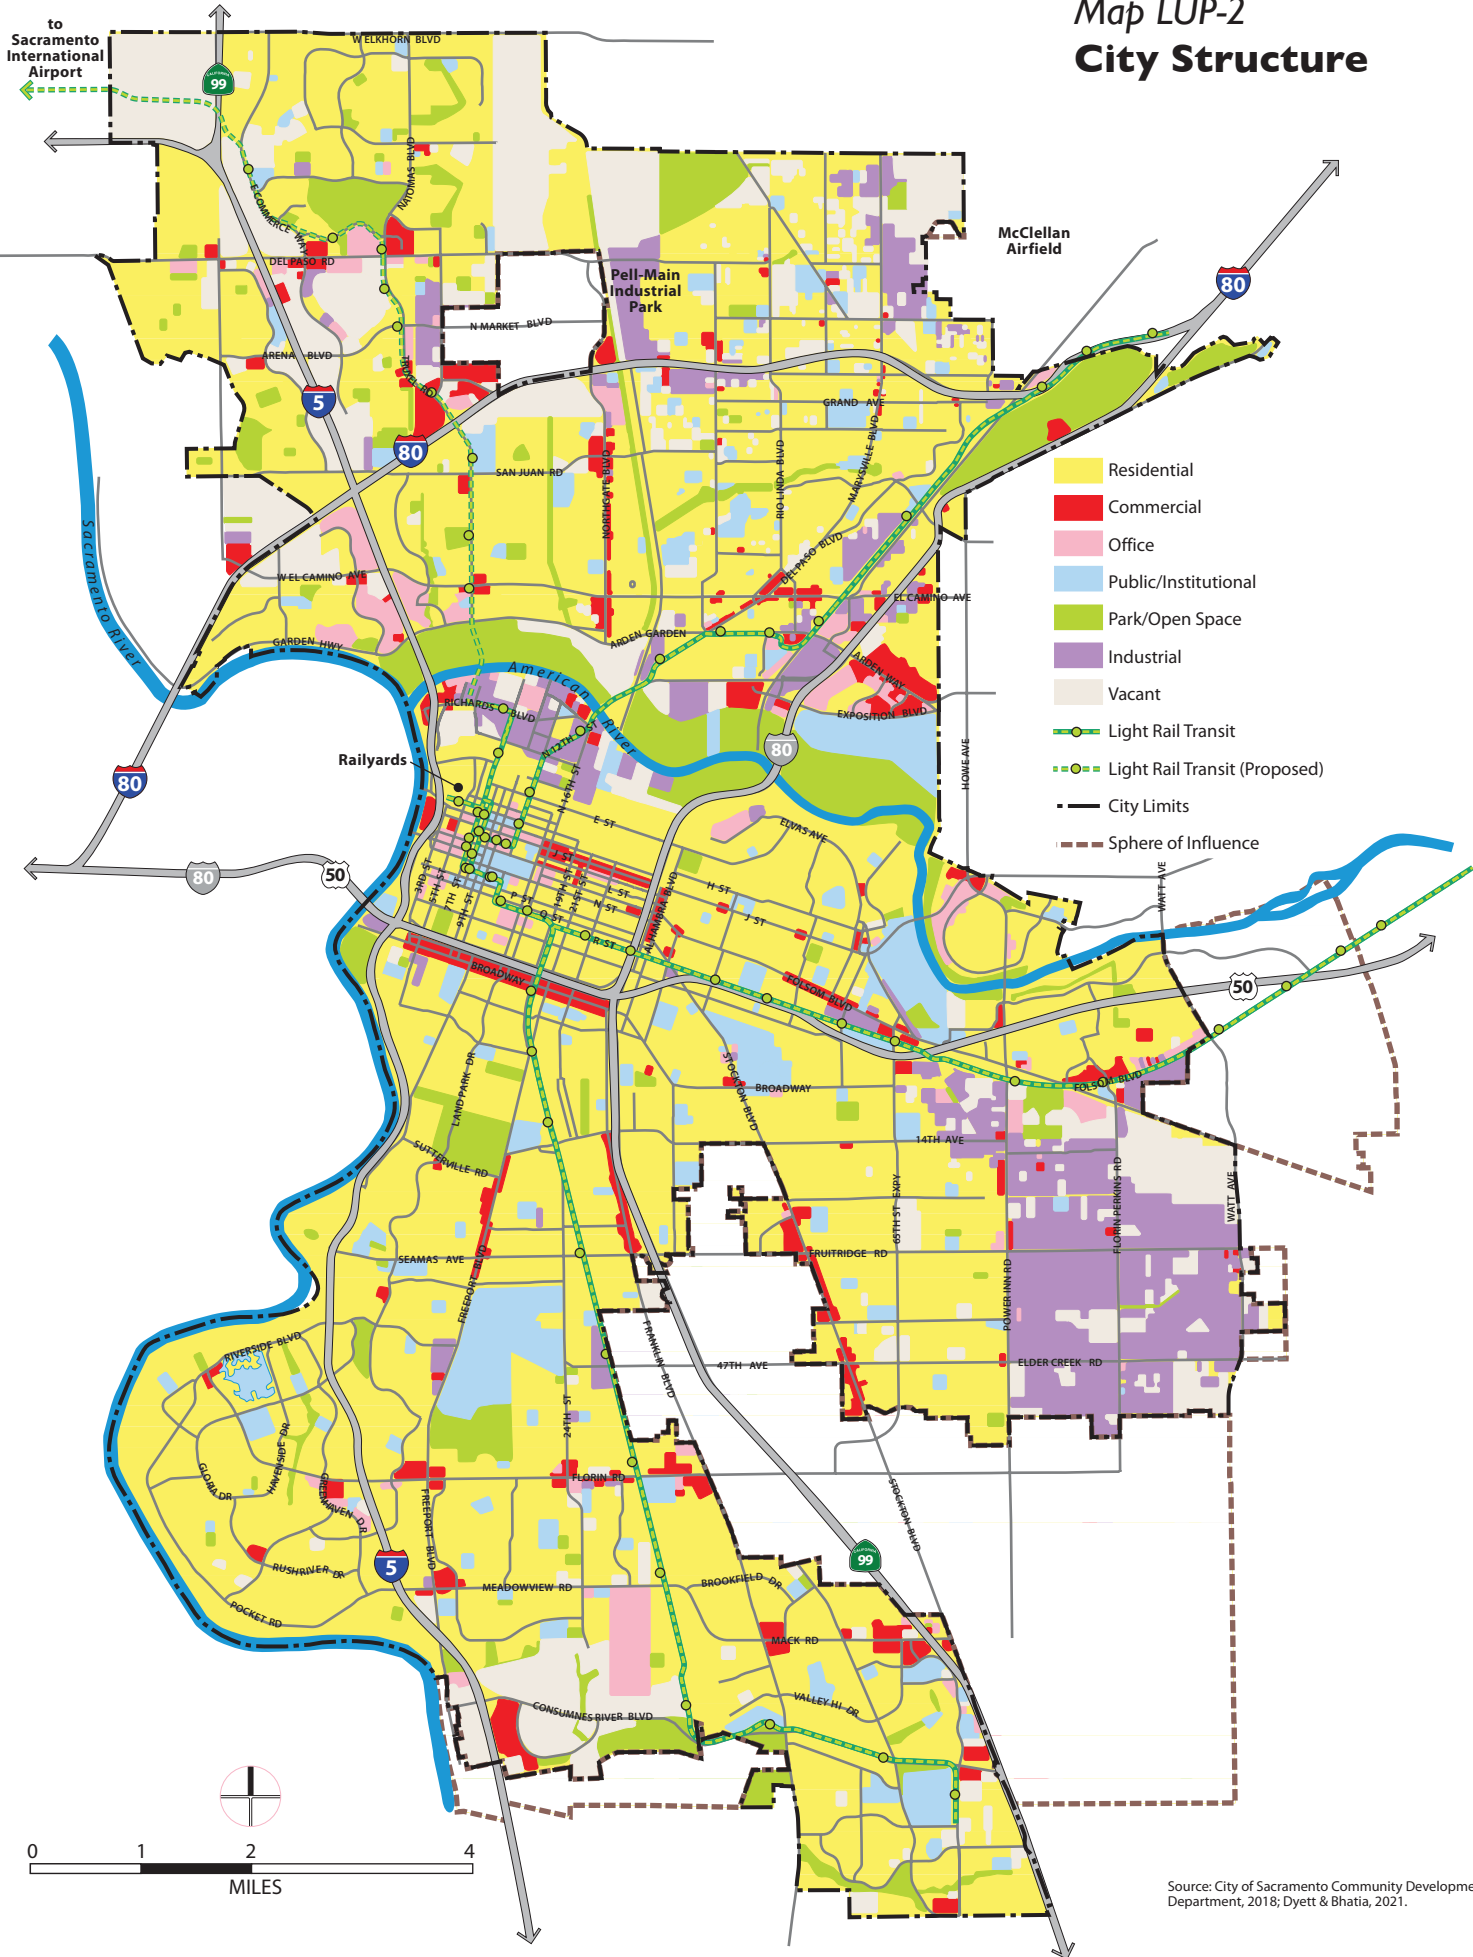 Map LUP-2
City Structure
to
Sacramento
International
Airport
W ELKHORN BLVD
CALIFORNIA
99
NATOMAS BLVD
E COMMERCE WAY
DEL PASO RD
McClellan
Airfield
Pell-Main
Industrial
Park
80
N MARKET BLVD
ARENA BLVD
TRUXEL RD
5
GRAND AVE
80
SAN JUAN RD
NORTHGATE BLVD
RIO LINDA BLVD
MARYSVILLE BLVD
Residential
Commercial
Office
Public/Institutional
Park/Open Space
Industrial
Vacant
Light Rail Transit
Light Rail Transit (Proposed)
City Limits
Sphere of Influence
Sacramento River
DEL PASO BLVD
W EL CAMINO AVE
EL CAMINO AVE
GARDEN HWY
ARDEN GARDEN
ARDEN WAY
American River
RICHARDS BLVD
EXPOSITION BLVD
N 12TH ST
80
HOWE AVE
Railyards
80
N 16TH ST
E ST
ELVAS AVE
J ST
80
50
3RD ST
5TH ST
7TH ST
9TH ST
19TH ST
21ST ST
L ST
N ST
P ST
Q ST
R ST
ALHAMBRA BLVD
H ST
J ST
WATT AVE
BROADWAY
FOLSOM BLVD
50
LAND PARK DR
STOCKTON BLVD
BROADWAY
FOLSOM BLVD
14TH AVE
SUTTERVILLE RD
65TH ST EXPY
FLORIN PERKINS RD
WATT AVE
SEAMAS AVE
FREEPORT BLVD
FRUITRIDGE RD
POWER INN RD
RIVERSIDE BLVD
FRANKLIN BLVD
47TH AVE
ELDER CREEK RD
24TH ST
GLORIA DR
HAVENSIDE DR
GREENHAVEN DR
FLORIN RD
FREEPORT BLVD
STOCKTON BLVD
CALIFORNIA
99
5
RUSHRIVER DR
MEADOWVIEW RD
BROOKFIELD DR
POCKET RD
MACK RD
VALLEY HI DR
CONSUMNES RIVER BLVD
0 1 2 4
MILES
Source: City of Sacramento Community Developme
Department, 2018; Dyett & Bhatia, 2021.